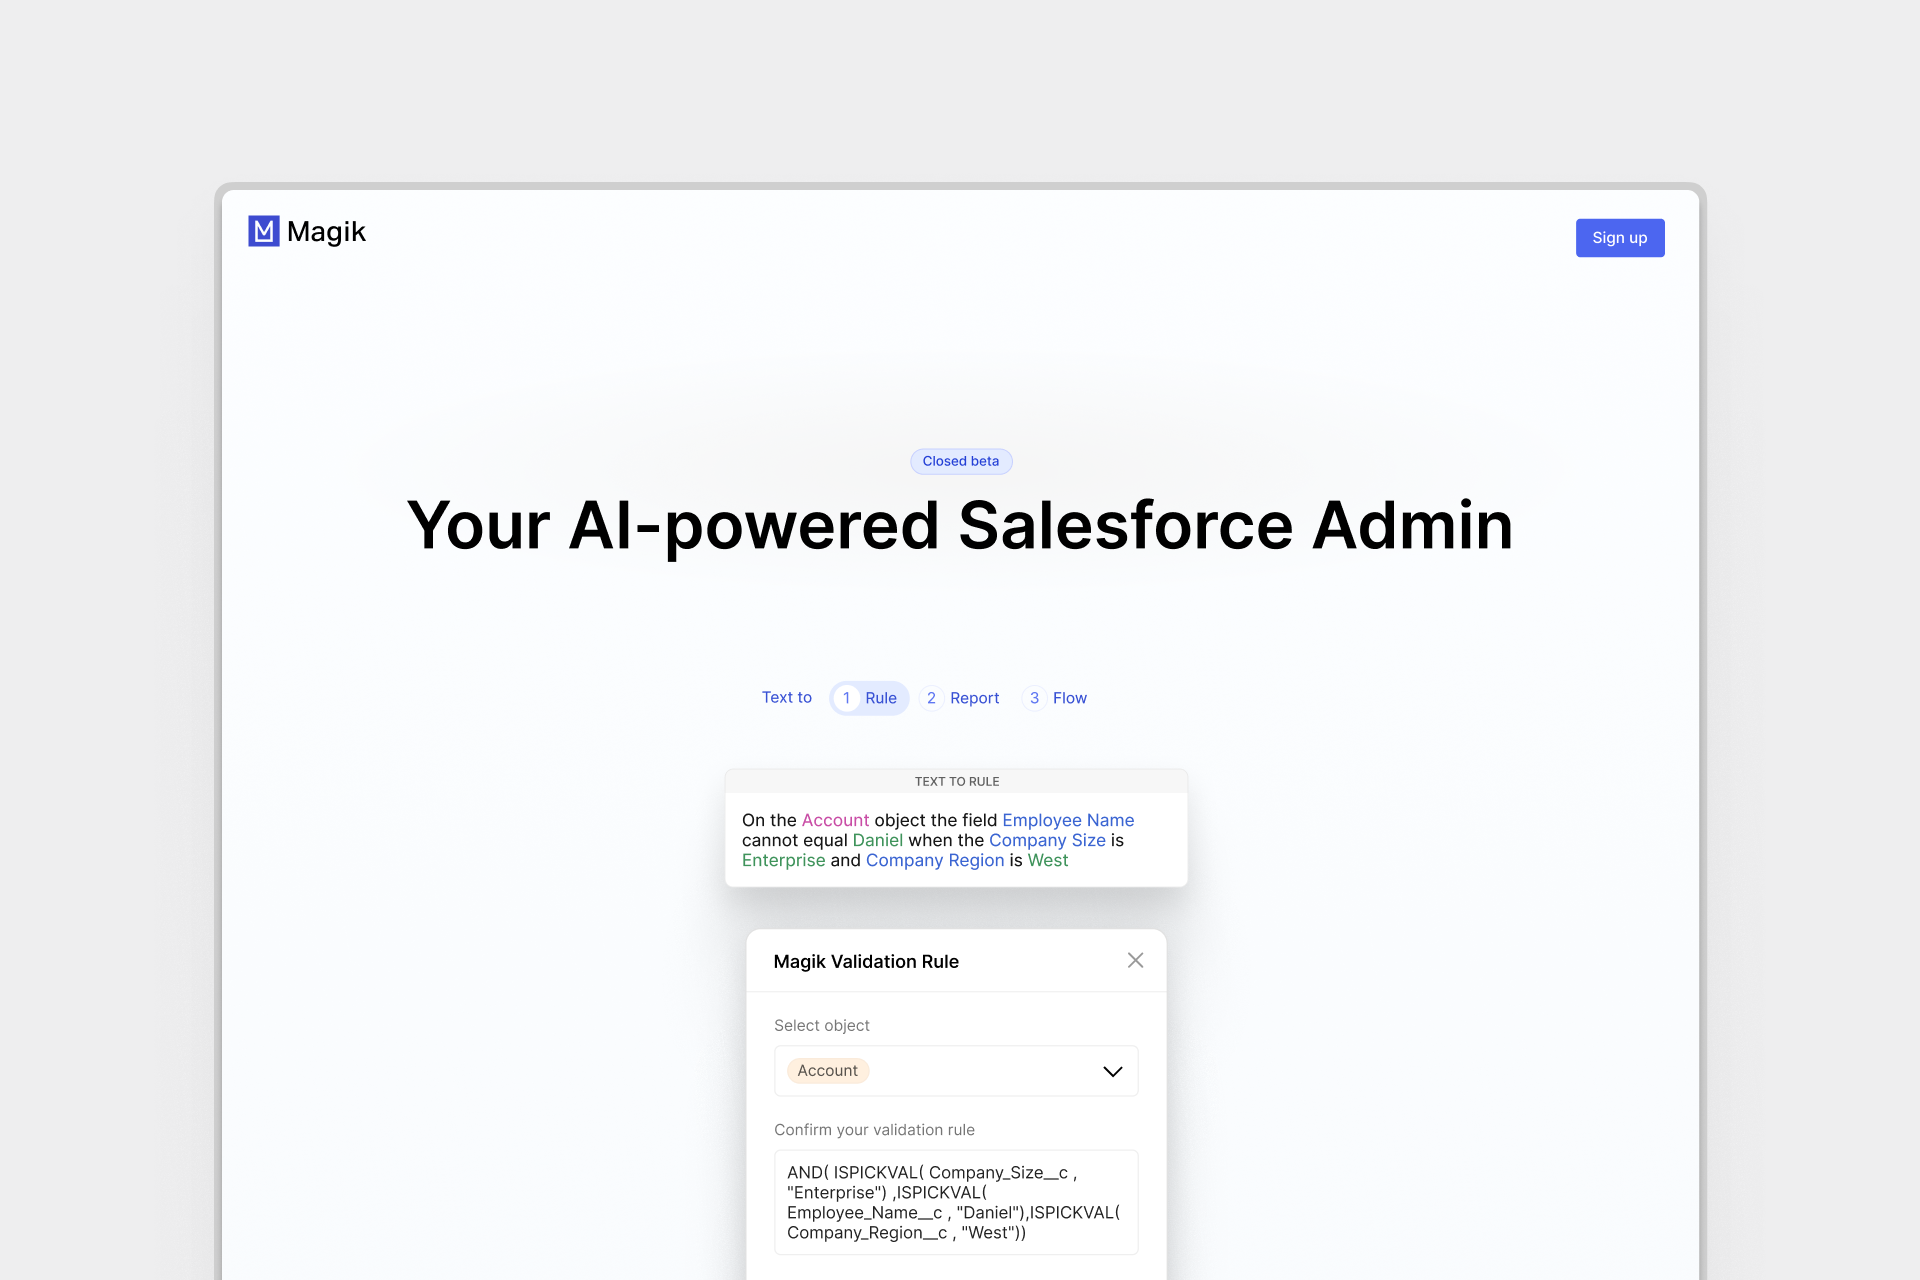 Magik
Sign up
Closed beta
Your AI-powered Salesforce Admin
Text to 1 Rule 2 Report 3 Flow
TEXT TO RULE
On the Account object the field Employee Name
cannot equal Daniel when the Company Size is
Enterprise and Company Region is West
Magik Validation Rule
Select object
Account
Confirm your validation rule
AND( ISPICKVAL( Company_Size__c ,
"Enterprise") ,ISPICKVAL(
Employee_Name__c , "Daniel"),ISPICKVAL(
Company_Region__c , "West"))